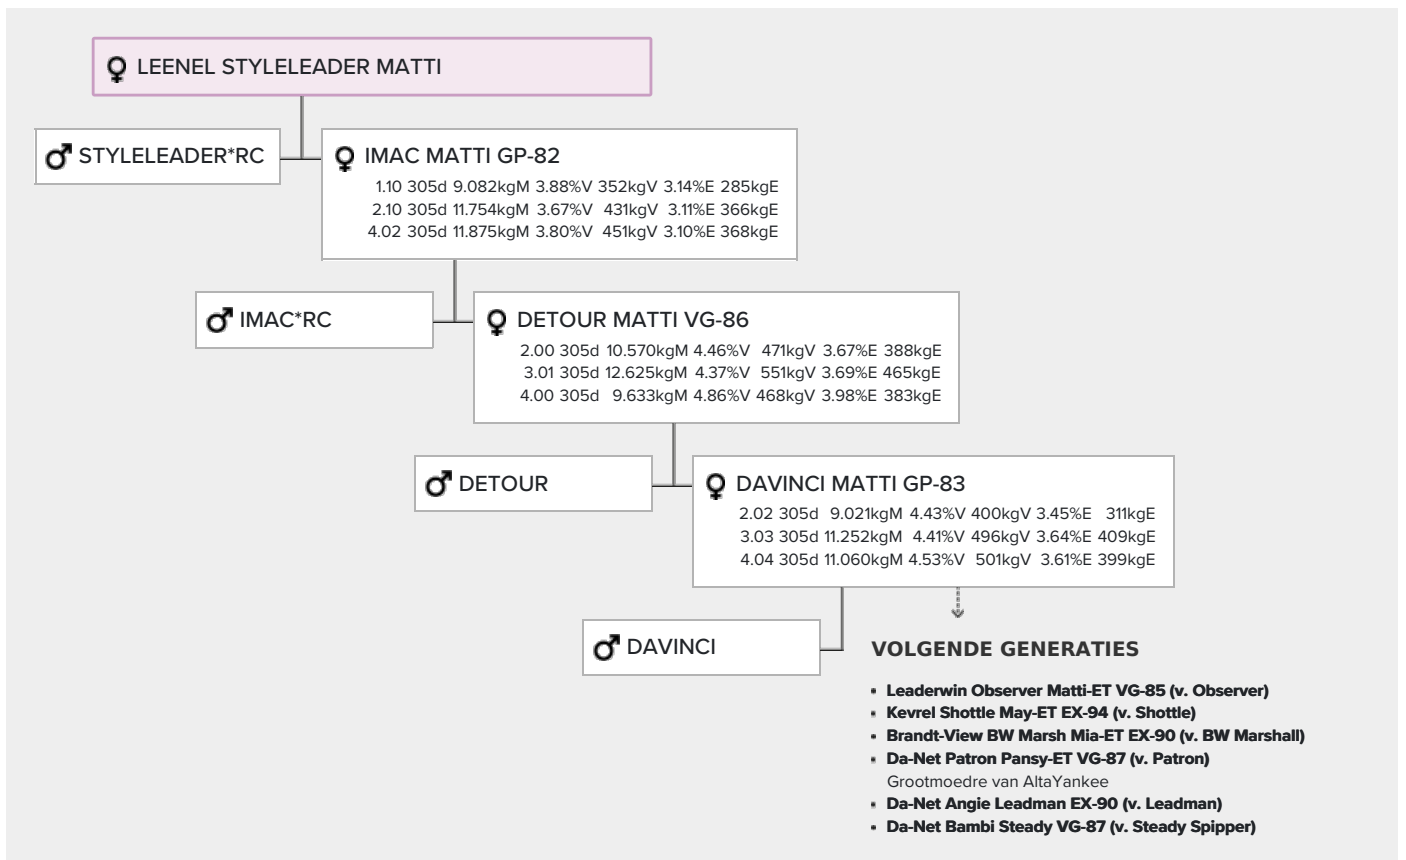 LEENEL STYLELEADER MATTI
STYLELEADER*RC
IMAC MATTI GP-82
1.10 305d 9.082kgM 3.88%V 352kgV 3.14%E 285kgE
2.10 305d 11.754kgM 3.67%V 431kgV 3.11%E 366kgE
4.02 305d 11.875kgM 3.80%V 451kgV 3.10%E 368kgE
IMAC*RC
DETOUR MATTI VG-86
2.00 305d 10.570kgM 4.46%V 471kgV 3.67%E 388kgE
3.01 305d 12.625kgM 4.37%V 551kgV 3.69%E 465kgE
4.00 305d 9.633kgM 4.86%V 468kgV 3.98%E 383kgE
DETOUR
DAVINCI MATTI GP-83
2.02 305d 9.021kgM 4.43%V 400kgV 3.45%E 311kgE
3.03 305d 11.252kgM 4.41%V 496kgV 3.64%E 409kgE
4.04 305d 11.060kgM 4.53%V 501kgV 3.61%E 399kgE
DAVINCI
VOLGENDE GENERATIES
Leaderwin Observer Matti-ET VG-85 (v. Observer)
Kevrel Shottle May-ET EX-94 (v. Shottle)
Brandt-View BW Marsh Mia-ET EX-90 (v. BW Marshall)
Da-Net Patron Pansy-ET VG-87 (v. Patron)
Grootmoedre van AltaYankee
Da-Net Angie Leadman EX-90 (v. Leadman)
Da-Net Bambi Steady VG-87 (v. Steady Spipper)